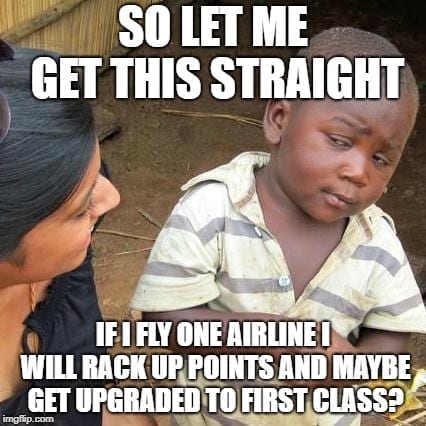 SO LET ME
GET THIS STRAIGHT
IF I FLY ONE AIRLINE I
WILL RACK UP POINTS AND MAYBE
GET UPGRADED TO FIRST CLASS?
imgflip.com